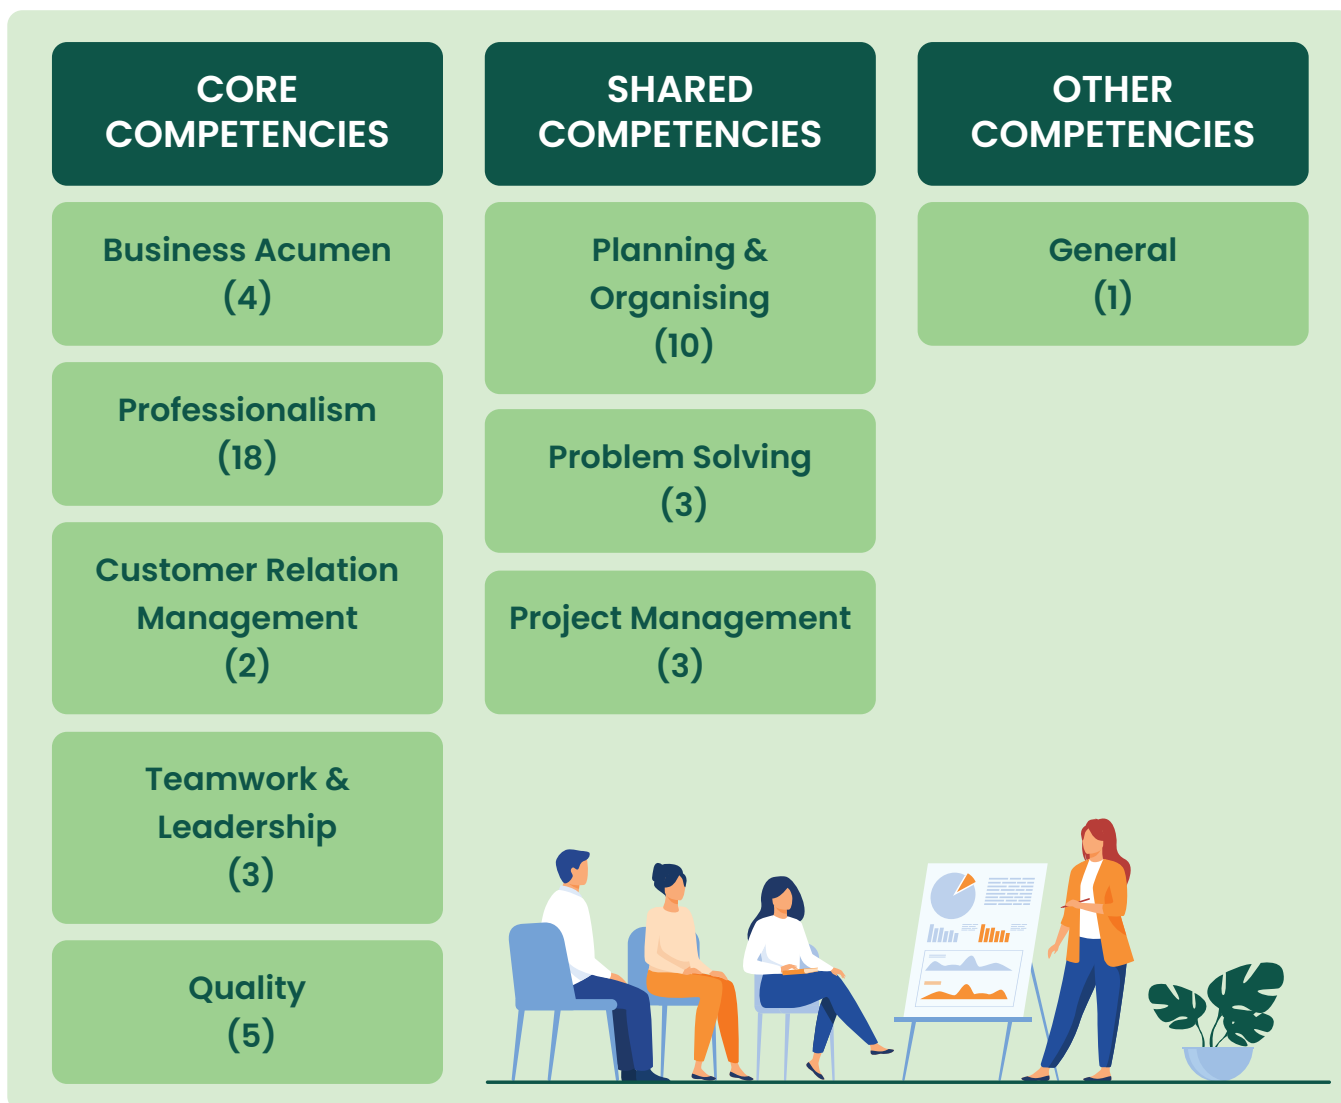 CORE
COMPETENCIES
Business Acumen
(4)
Professionalism
(18)
Customer Relation
Management
(2)
Teamwork &
Leadership
(3)
Quality
(5)
SHARED
COMPETENCIES
Planning &
Organising
(10)
Problem Solving
(3)
Project Management
(3)
OTHER
COMPETENCIES
General
(1)